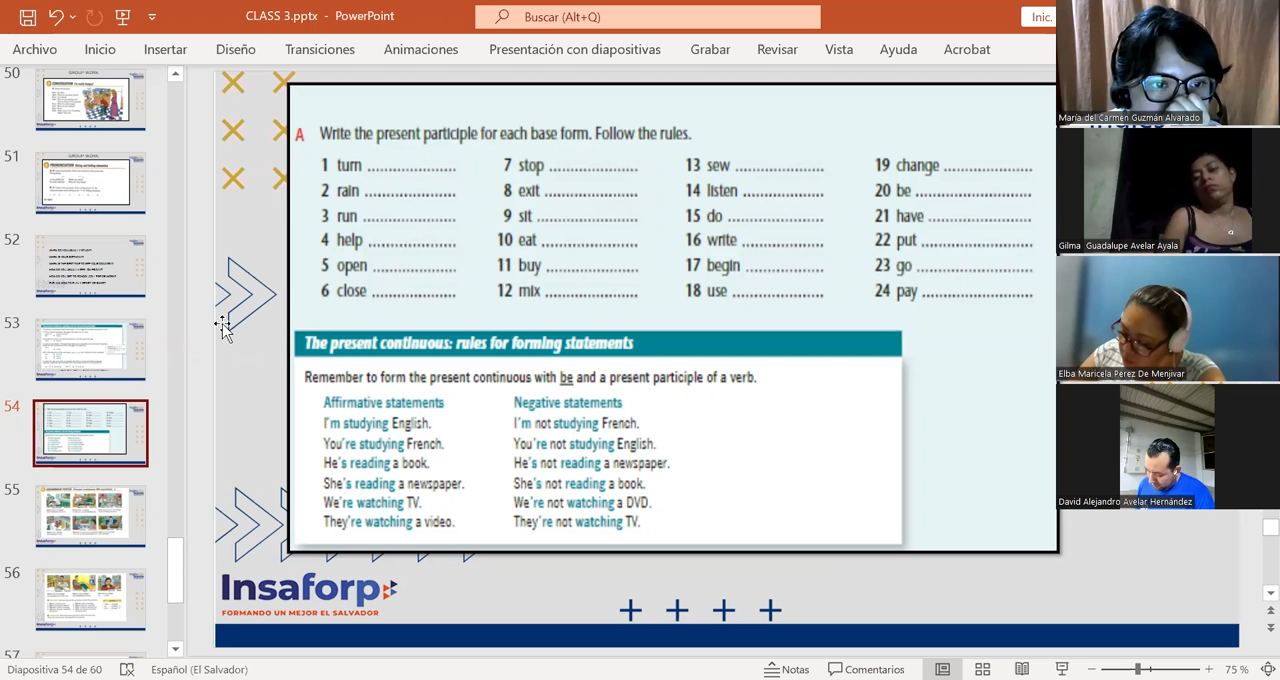 CLASS 3.pptx - PowerPoint
Buscar (Alt+Q)
Inic.
Archivo Inicio Insertar Diseño Transiciones Animaciones Presentación con diapositivas Grabar Revisar Vista Ayuda Acrobat
50
51
52
53
54
55
56
57
A Write the present participle for each base form. Follow the rules.
1 turn ........................ 7 stop ........................ 13 sew ........................ 19 change ........................
2 rain ........................ 8 exit ........................ 14 listen ........................ 20 be ........................
3 run ........................ 9 sit ........................ 15 do ........................ 21 have ........................
4 help ........................ 10 eat ........................ 16 write ........................ 22 put ........................
5 open ........................ 11 buy ........................ 17 begin ........................ 23 go ........................
6 close ........................ 12 mix ........................ 18 use ........................ 24 pay ........................
The present continuous: rules for forming statements
Remember to form the present continuous with be and a present participle of a verb.
Affirmative statements Negative statements
I'm studying English. I'm not studying French.
You're studying French. You're not studying English.
He's reading a book. He's not reading a newspaper.
She's reading a newspaper. She's not reading a book.
We're watching TV. We're not watching a DVD.
They're watching a video. They're not watching TV.
Insaforp
FORMANDO UN MEJOR EL SALVADOR
María del Carmen Guzmán Alvarado
Gilma Guadalupe Avelar Ayala
Elba Maricela Perez De Menjivar
David Alejandro Avelar Hernández
Diapositiva 54 de 60 Español (El Salvador) Notas Comentarios 75 %